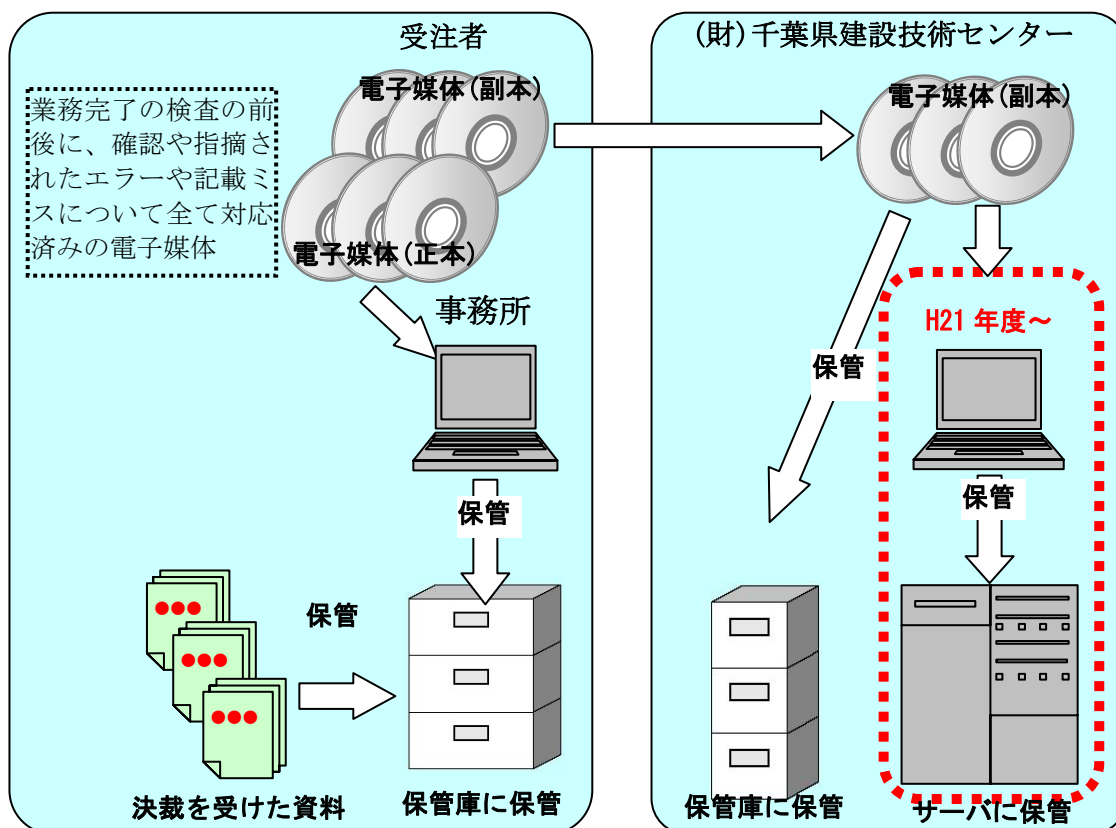 受注者
電子媒体(副本)
業務完了の検査の前
後に、確認や指摘さ
れたエラーや記載ミ
スについて全て対応
済みの電子媒体
電子媒体(正本)
事務所
保管
保管
決裁を受けた資料
保管庫に保管
(財)千葉県建設技術センター
電子媒体(副本)
H21年度～
保管
保管
保管庫に保管
サーバに保管